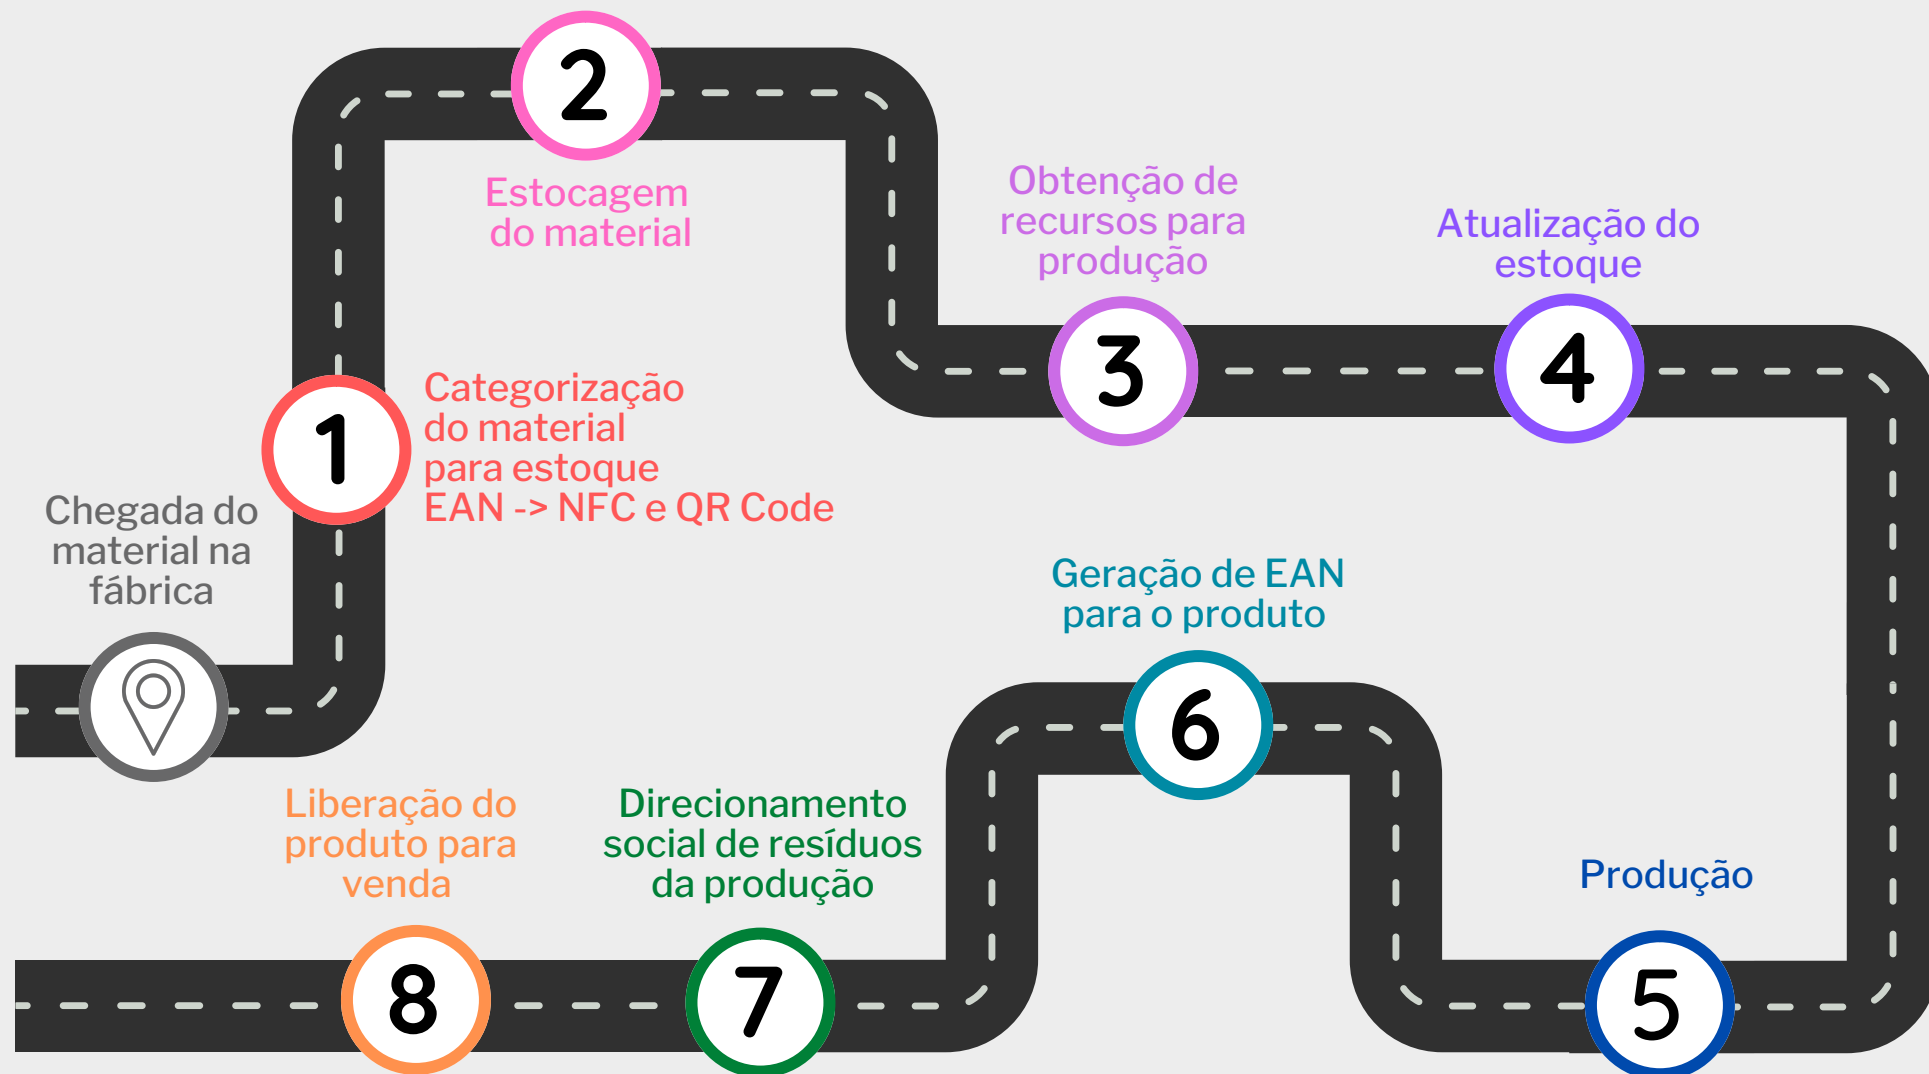 Chegada do
material na
fábrica
1
Categorização
do material
para estoque
EAN -> NFC e QR Code
2
Estocagem
do material
Obtenção de
recursos para
produção
3
Atualização do
estoque
4
Produção
5
Geração de EAN
para o produto
6
Direcionamento
social de resíduos
da produção
7
Liberação do
produto para
venda
8